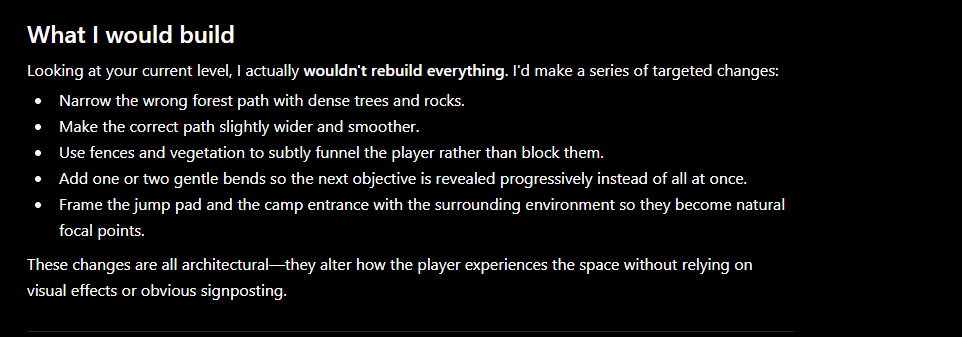 What I would build
Looking at your current level, I actually wouldn't rebuild everything. I'd make a series of targeted changes:
• Narrow the wrong forest path with dense trees and rocks.
• Make the correct path slightly wider and smoother.
• Use fences and vegetation to subtly funnel the player rather than block them.
• Add one or two gentle bends so the next objective is revealed progressively instead of all at once.
• Frame the jump pad and the camp entrance with the surrounding environment so they become natural
focal points.
These changes are all architectural—they alter how the player experiences the space without relying on
visual effects or obvious signposting.